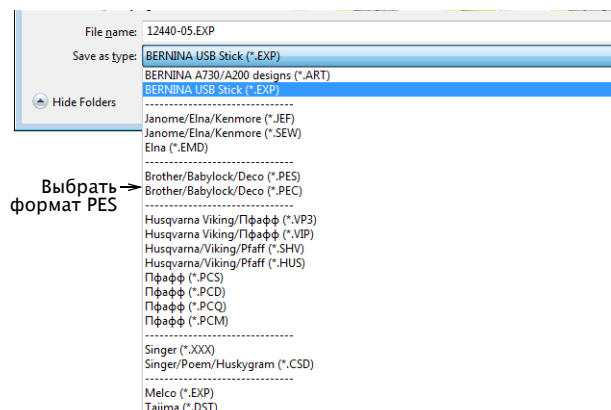 File name: 12440-05.EXP
Save as type: BERNINA USB Stick (*.EXP)
BERNINA A730/A200 designs (*.ART)
BERNINA USB Stick (*.EXP)
Hide Folders
------------------------------
Janome/Elna/Kenmore (*.JEF)
Janome/Elna/Kenmore (*.SEW)
Elna (*.EMD)
------------------------------
Brother/Babylock/Deco (*.PES)
Brother/Babylock/Deco (*.PEC)
Выбрать
формат PES
------------------------------
Husqvarna Viking/Пфафф (*.VP3)
Husqvarna Viking/Пфафф (*.VIP)
Husqvarna/Viking/Pfaff (*.SHV)
Husqvarna/Viking/Pfaff (*.HUS)
Пфафф (*.PCS)
Пфафф (*.PCD)
Пфафф (*.PCQ)
Пфафф (*.PCM)
------------------------------
Singer (*.XXX)
Singer/Poem/Huskygram (*.CSD)
------------------------------
Melco (*.EXP)
Tajima (*.DST)